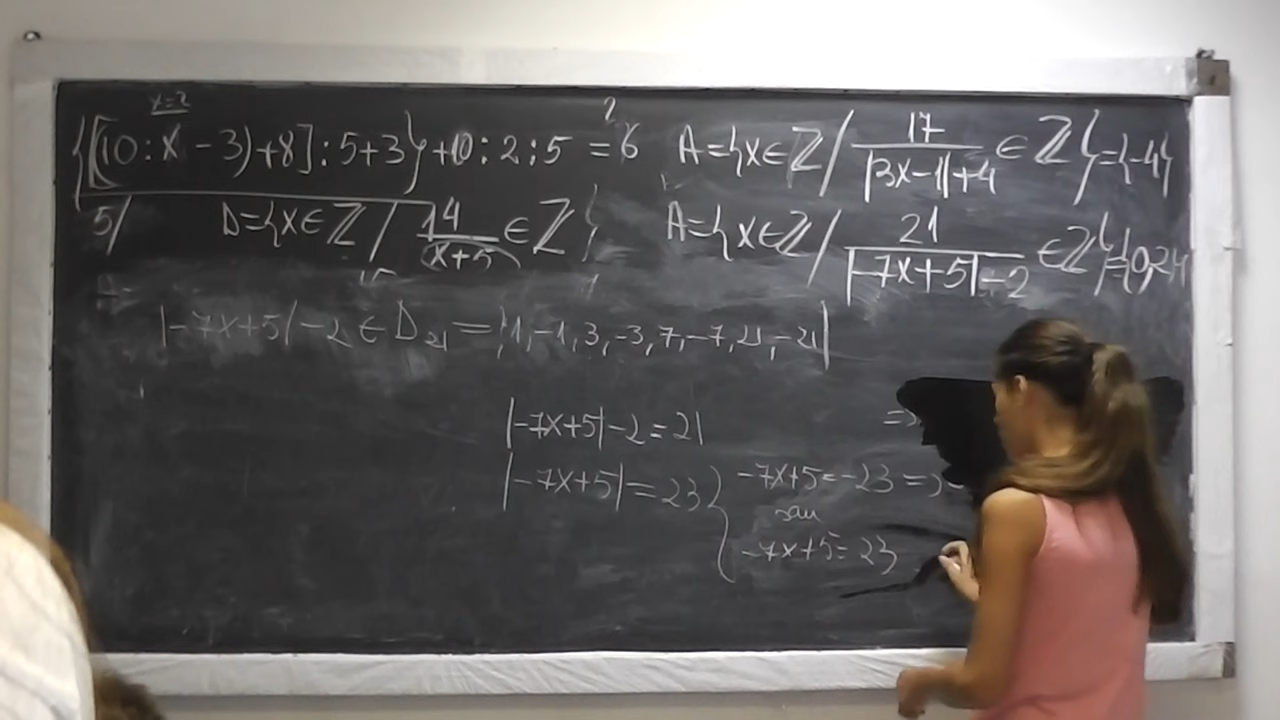 x=2
{[(10:x-3)+8]:5+3}+10:2:5 =? 6
5/ D={x∈ℤ / 14/(x+5) ∈ℤ}
A={x∈ℤ / 17/(|3x-1|+4) ∈ℤ}={-4}
A={x∈ℤ / 21/(|-7x+5|-2) ∈ℤ}
|-7x+5|-2 ∈ D₂₁ = {1,-1,3,-3,7,-7,21,-21}
|-7x+5|-2=21
|-7x+5|=23
-7x+5=-23 =>
sau
-7x+5=23